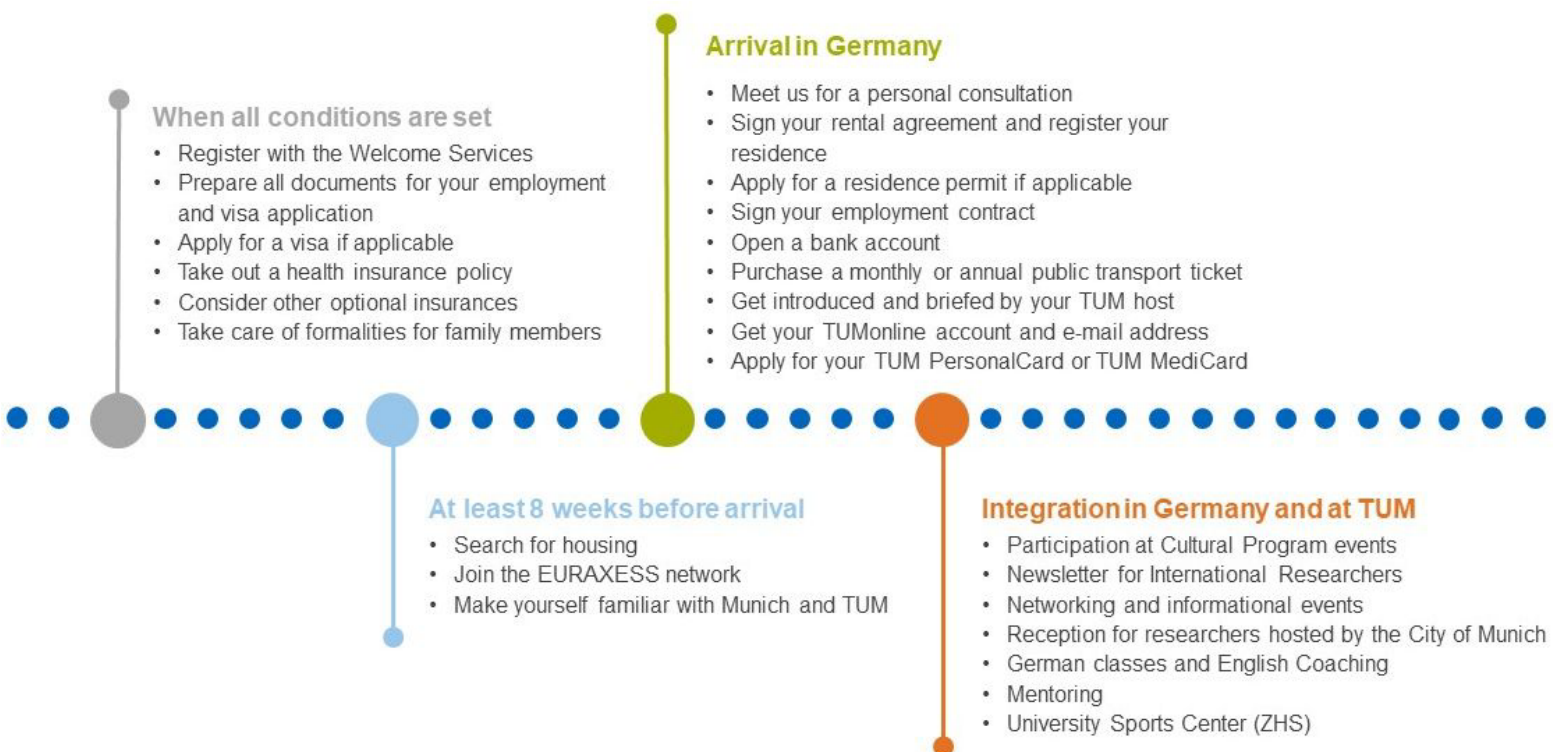 When all conditions are set
• Register with the Welcome Services
• Prepare all documents for your employment
and visa application
• Apply for a visa if applicable
• Take out a health insurance policy
• Consider other optional insurances
• Take care of formalities for family members
At least 8 weeks before arrival
• Search for housing
• Join the EURAXESS network
• Make yourself familiar with Munich and TUM
Arrival in Germany
• Meet us for a personal consultation
• Sign your rental agreement and register your
residence
• Apply for a residence permit if applicable
• Sign your employment contract
• Open a bank account
• Purchase a monthly or annual public transport ticket
• Get introduced and briefed by your TUM host
• Get your TUMonline account and e-mail address
• Apply for your TUM PersonalCard or TUM MediCard
Integration in Germany and at TUM
• Participation at Cultural Program events
• Newsletter for International Researchers
• Networking and informational events
• Reception for researchers hosted by the City of Munich
• German classes and English Coaching
• Mentoring
• University Sports Center (ZHS)